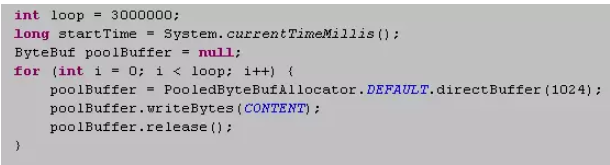 int loop = 3000000;
long startTime = System.currentTimeMillis();
ByteBuf poolBuffer = null;
for (int i = 0; i < loop; i++) {
poolBuffer = PooledByteBufAllocator.DEFAULT.directBuffer(1024);
poolBuffer.writeBytes(CONTENT);
poolBuffer.release();
}